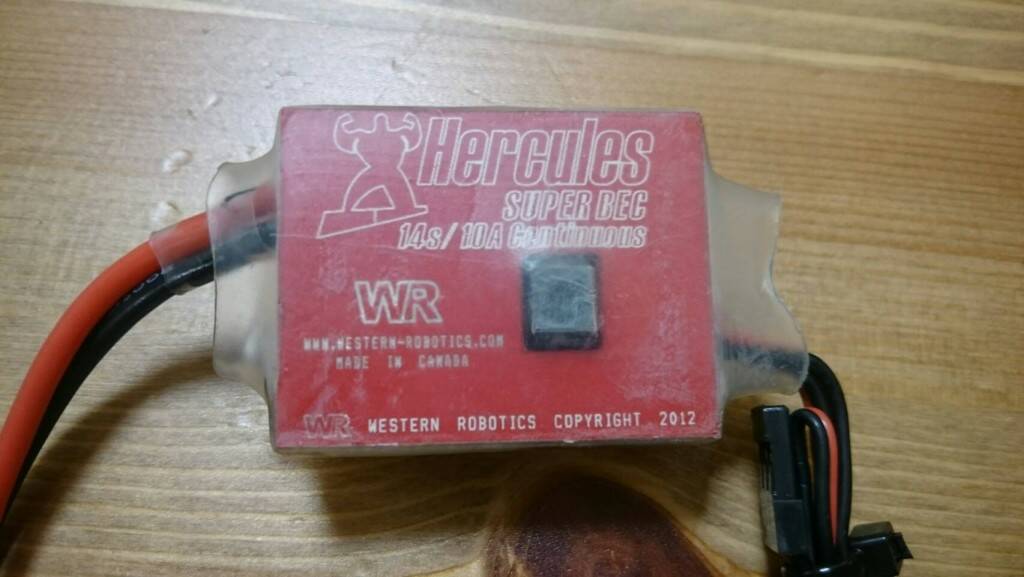 Hercules
SUPER BEC
14s/10A Continuous
WR
WWW.WESTERN-ROBOTICS.COM
MADE IN CANADA
WR WESTERN ROBOTICS COPYRIGHT 2012